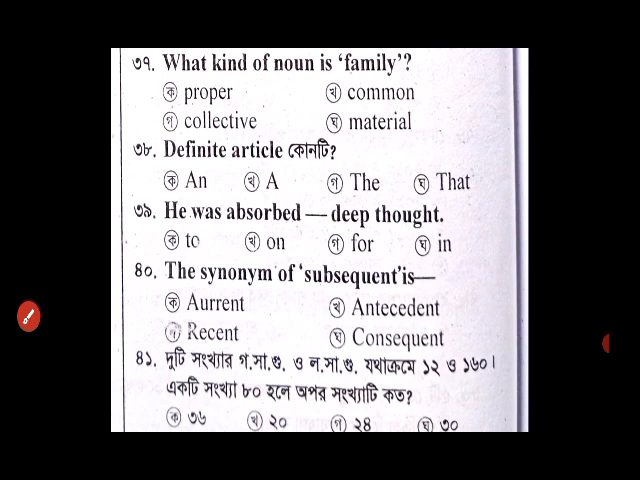 ৩৭. What kind of noun is ‘family’?
ক proper খ common
গ collective ঘ material
৩৮. Definite article কোনটি?
ক An খ A গ The ঘ That
৩৯. He was absorbed — deep thought.
ক to খ on গ for ঘ in
৪০. The synonym of ‘subsequent’ is—
ক Aurrent খ Antecedent
গ Recent ঘ Consequent
৪১. দুটি সংখ্যার গ.সা.গু. ও ল.সা.গু. যথাক্রমে ১২ ও ১৬০।
একটি সংখ্যা ৮০ হলে অপর সংখ্যাটি কত?
ক ৩৬ খ ২০ গ ২৪ ঘ ৩০